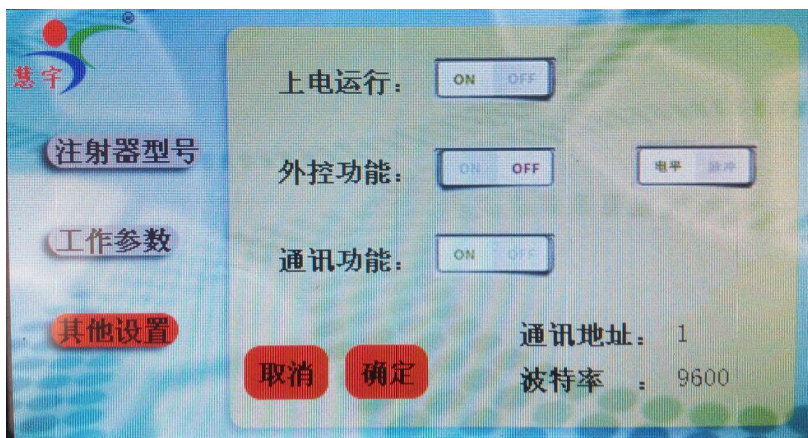 ®
慧宇
注射器型号
工作参数
其他设置
上电运行： ON OFF
外控功能： ON OFF 电平 脉冲
通讯功能： ON OFF
通讯地址： 1
波特率 ： 9600
取消 确定